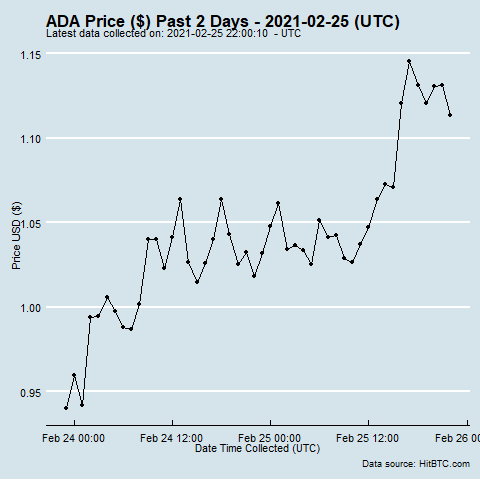 ADA Price ($) Past 2 Days - 2021-02-25 (UTC)
Latest data collected on: 2021-02-25 22:00:10 - UTC
1.15
1.10
1.05
1.00
0.95
Price USD ($)
Feb 24 00:00
Feb 24 12:00
Feb 25 00:00
Feb 25 12:00
Feb 26 00
Date Time Collected (UTC)
Data source: HitBTC.com